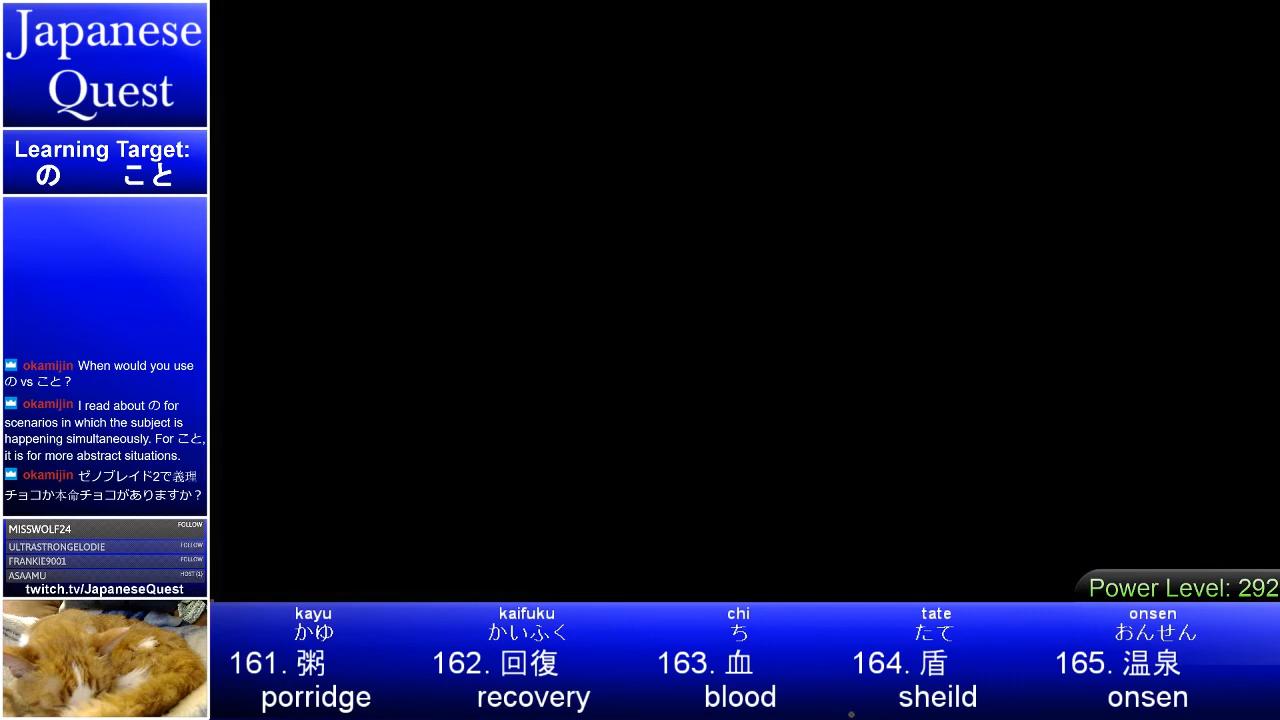 Japanese
Quest
Learning Target:
の こと
okamijin When would you use
の vs こと？
okamijin I read about の for
scenarios in which the subject is
happening simultaneously. For こと,
it is for more abstract situations.
okamijin ゼノブレイド2で義理
チョコか本命チョコがありますか？
MISSWOLF24 FOLLOW
ULTRASTRONGELODIE FOLLOW
FRANKIE9001 FOLLOW
ASAAMU HOST (1)
twitch.tv/JapaneseQuest
Power Level: 292
kayu kaifuku chi tate onsen
かゆ かいふく ち たて おんせん
161. 粥 162. 回復 163. 血 164. 盾 165. 温泉
porridge recovery blood sheild onsen